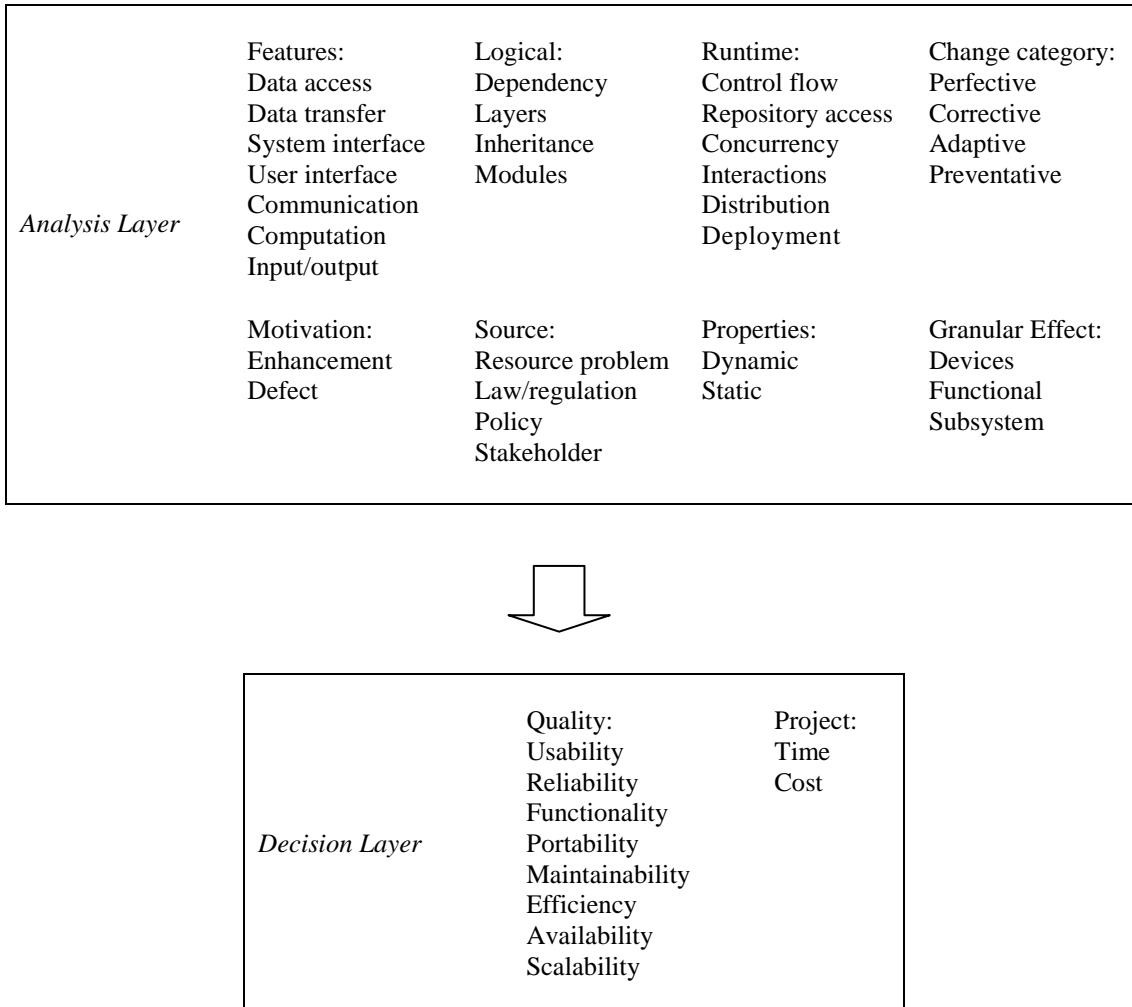 Analysis Layer
Features:
Data access
Data transfer
System interface
User interface
Communication
Computation
Input/output
Logical:
Dependency
Layers
Inheritance
Modules
Runtime:
Control flow
Repository access
Concurrency
Interactions
Distribution
Deployment
Change category:
Perfective
Corrective
Adaptive
Preventative
Motivation:
Enhancement
Defect
Source:
Resource problem
Law/regulation
Policy
Stakeholder
Properties:
Dynamic
Static
Granular Effect:
Devices
Functional
Subsystem
Decision Layer
Quality:
Usability
Reliability
Functionality
Portability
Maintainability
Efficiency
Availability
Scalability
Project:
Time
Cost